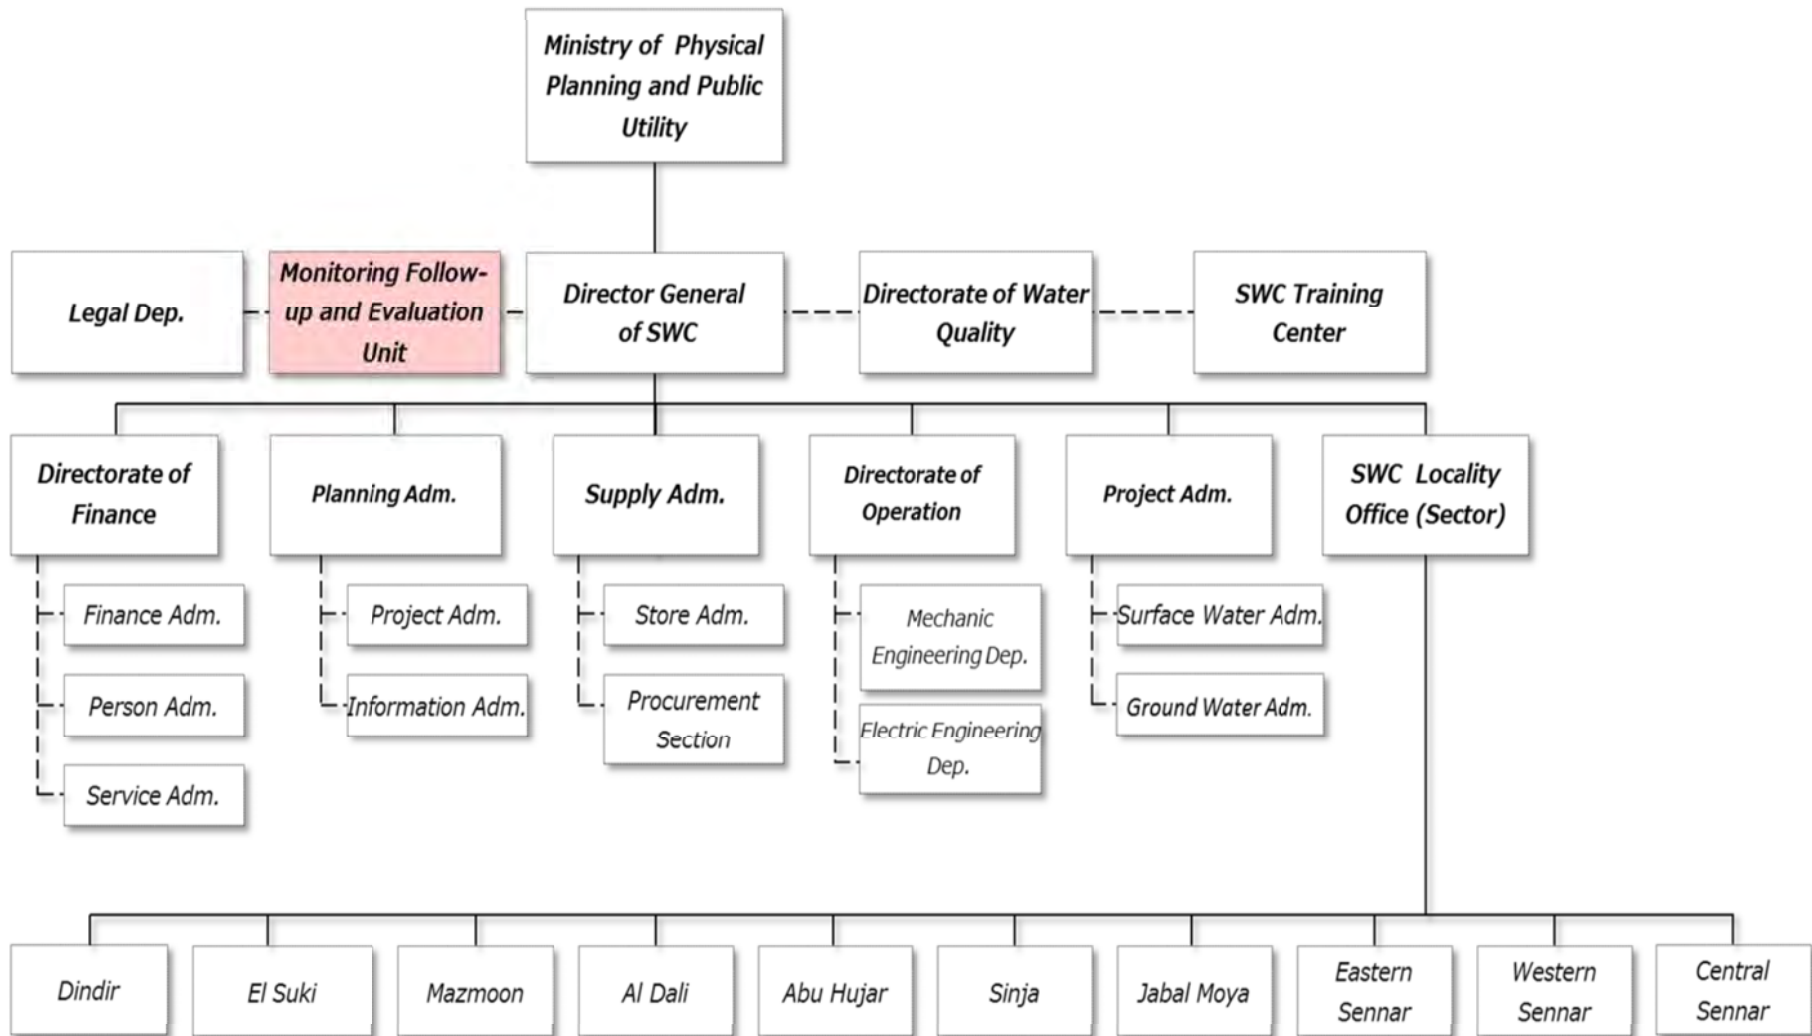 Ministry of Physical
Planning and Public
Utility
Legal Dep.
Monitoring Follow-
up and Evaluation
Unit
Director General
of SWC
Directorate of Water
Quality
SWC Training
Center
Directorate of
Finance
Planning Adm.
Supply Adm.
Directorate of
Operation
Project Adm.
SWC Locality
Office (Sector)
Finance Adm.
Person Adm.
Service Adm.
Project Adm.
Information Adm.
Store Adm.
Procurement
Section
Mechanic
Engineering Dep.
Electric Engineering
Dep.
Surface Water Adm.
Ground Water Adm.
Dindir
El Suki
Mazmoon
Al Dali
Abu Hujar
Sinja
Jabal Moya
Eastern
Sennar
Western
Sennar
Central
Sennar